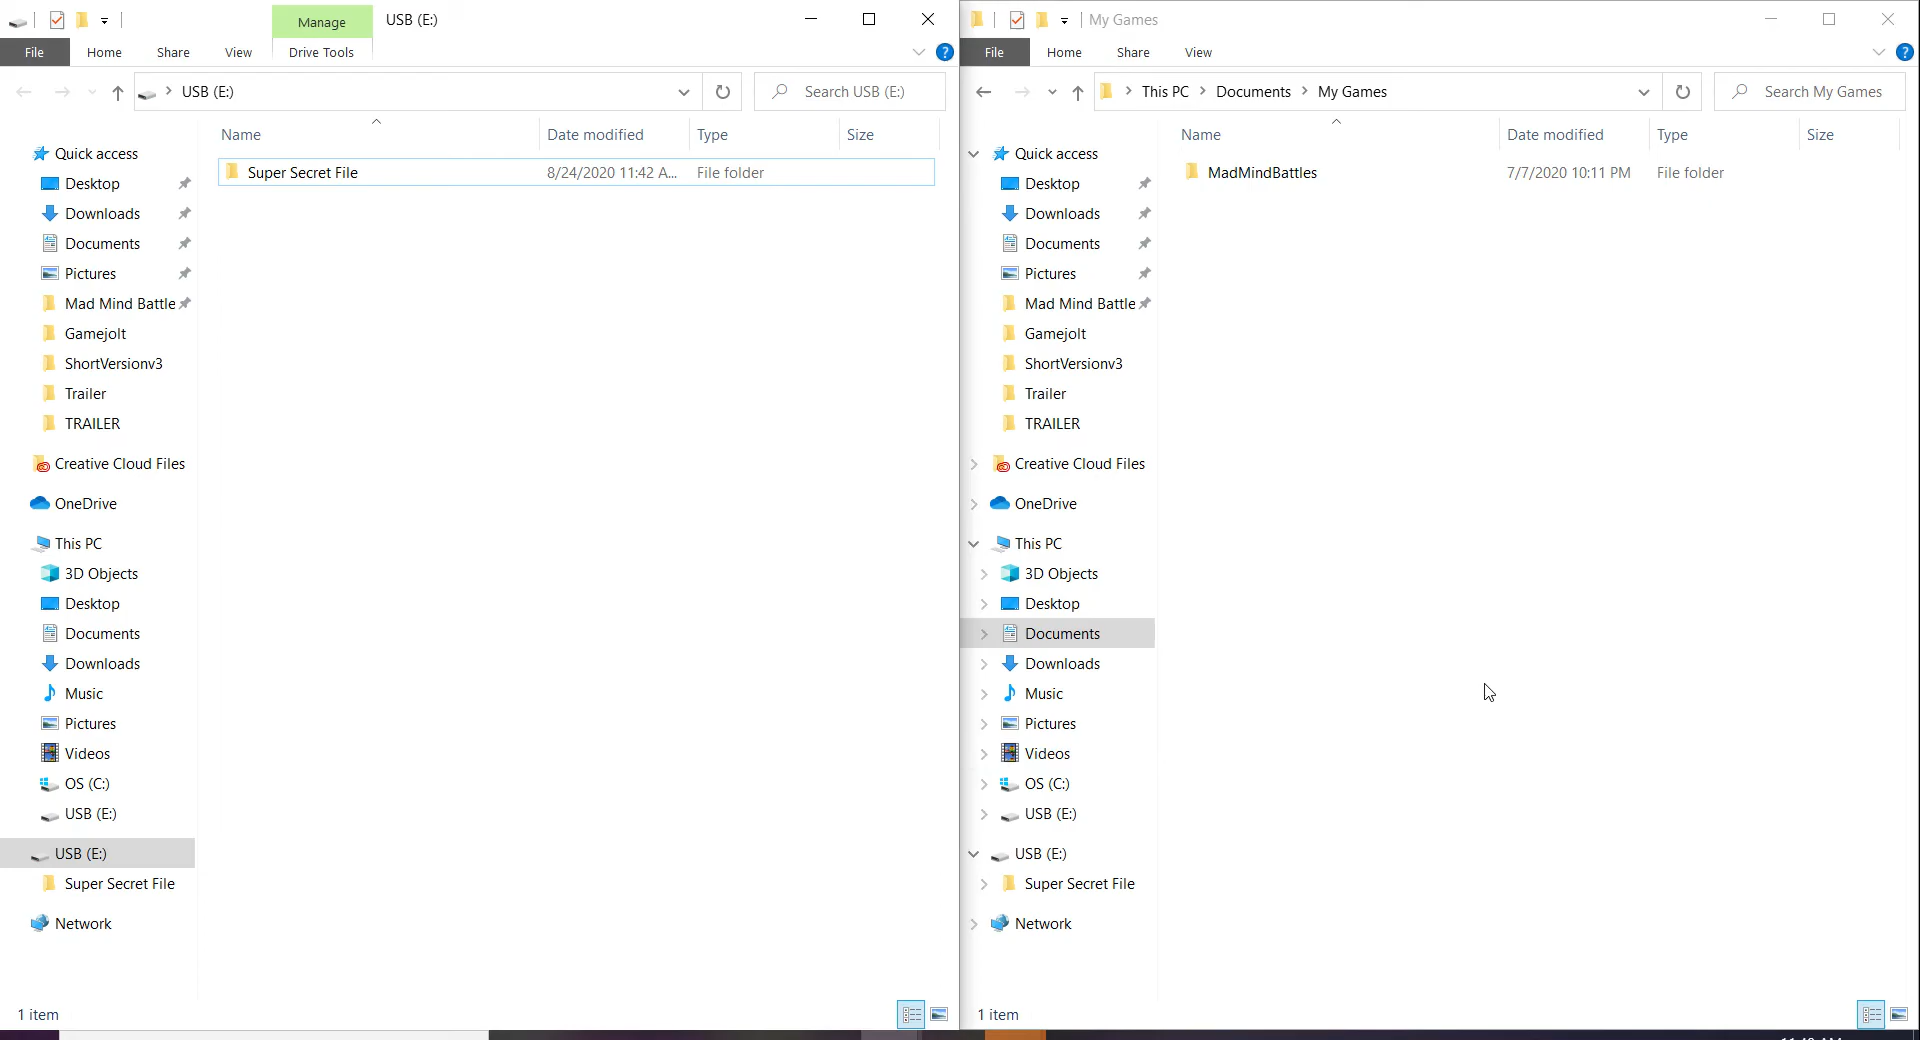 Manage
USB (E:)
File
Home
Share
View
Drive Tools
?
USB (E:)
Search USB (E:)
Name
Date modified
Type
Size
Super Secret File
8/24/2020 11:42 A...
File folder
Quick access
Desktop
Downloads
Documents
Pictures
Mad Mind Battle
Gamejolt
ShortVersionv3
Trailer
TRAILER
Creative Cloud Files
OneDrive
This PC
3D Objects
Desktop
Documents
Downloads
Music
Pictures
Videos
OS (C:)
USB (E:)
USB (E:)
Super Secret File
Network
1 item
My Games
File
Home
Share
View
?
This PC > Documents > My Games
Search My Games
Name
Date modified
Type
Size
MadMindBattles
7/7/2020 10:11 PM
File folder
Quick access
Desktop
Downloads
Documents
Pictures
Mad Mind Battle
Gamejolt
ShortVersionv3
Trailer
TRAILER
Creative Cloud Files
OneDrive
This PC
3D Objects
Desktop
Documents
Downloads
Music
Pictures
Videos
OS (C:)
USB (E:)
USB (E:)
Super Secret File
Network
1 item